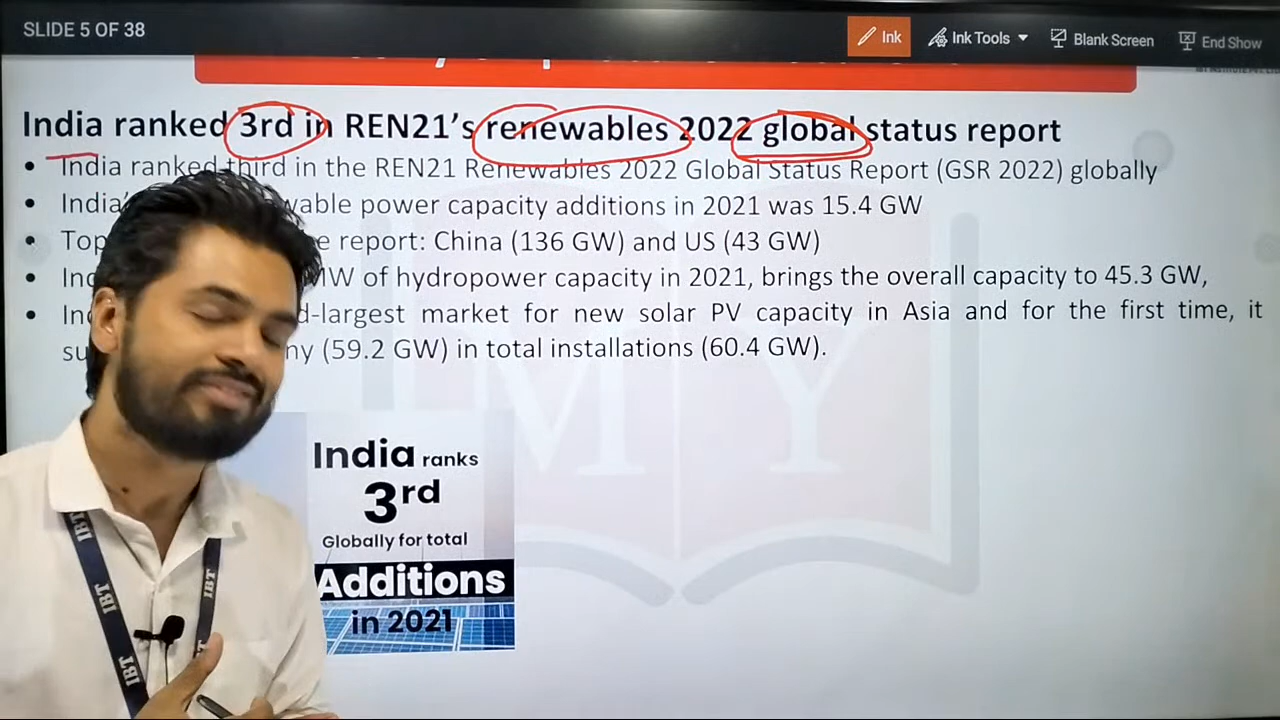 SLIDE 5 OF 38
Ink
Ink Tools
Blank Screen
End Show
India ranked 3rd in REN21's renewables 2022 global status report
• India ranked third in the REN21 Renewables 2022 Global Status Report (GSR 2022) globally
• India's power capacity additions in 2021 was 15.4 GW
• Top report: China (136 GW) and US (43 GW)
• MW of hydropower capacity in 2021, brings the overall capacity to 45.3 GW,
• largest market for new solar PV capacity in Asia and for the first time, it
(59.2 GW) in total installations (60.4 GW).
M Y
India ranks
3rd
Globally for total
Additions
in 2021
IBT
IBT
IBT
IBT